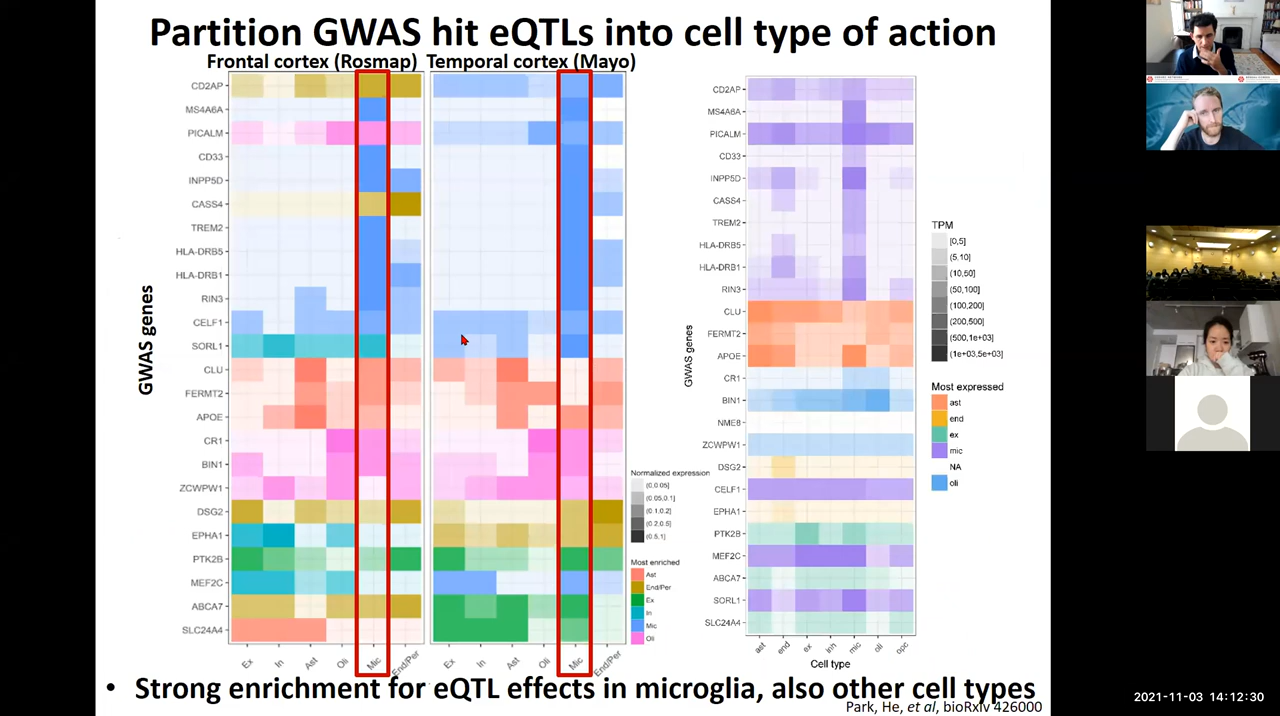 Partition GWAS hit eQTLs into cell type of action
Frontal cortex (Rosmap) Temporal cortex (Mayo)
GWAS genes
CD2AP
MS4A6A
PICALM
CD33
INPP5D
CASS4
TREM2
HLA-DRB5
HLA-DRB1
RIN3
CELF1
SORL1
CLU
FERMT2
APOE
CR1
BIN1
ZCWPW1
DSG2
EPHA1
PTK2B
MEF2C
ABCA7
SLC24A4
Ex In Ast Oli Mic End/Per
Ex In Ast Oli Mic End/Per
Normalized expression
(0,0.05]
(0.05,0.1]
(0.1,0.2]
(0.2,0.5]
(0.5,1]
Most enriched
Ast
End/Per
Ex
In
Mic
Oli
GWAS genes
CD2AP
MS4A6A
PICALM
CD33
INPP5D
CASS4
TREM2
HLA-DRB5
HLA-DRB1
RIN3
CLU
FERMT2
APOE
CR1
BIN1
NME8
ZCWPW1
DSG2
CELF1
EPHA1
PTK2B
MEF2C
ABCA7
SORL1
SLC24A4
ast end ex inh mic oli opc
Cell type
TPM
[0,5]
(5,10]
(10,50]
(50,100]
(100,200]
(200,500]
(500,1e+03]
(1e+03,5e+03]
Most expressed
ast
end
ex
mic
NA
oli
• Strong enrichment for eQTL effects in microglia, also other cell types
Park, He, et al, bioRxiv 426000
2021-11-03 14:12:30